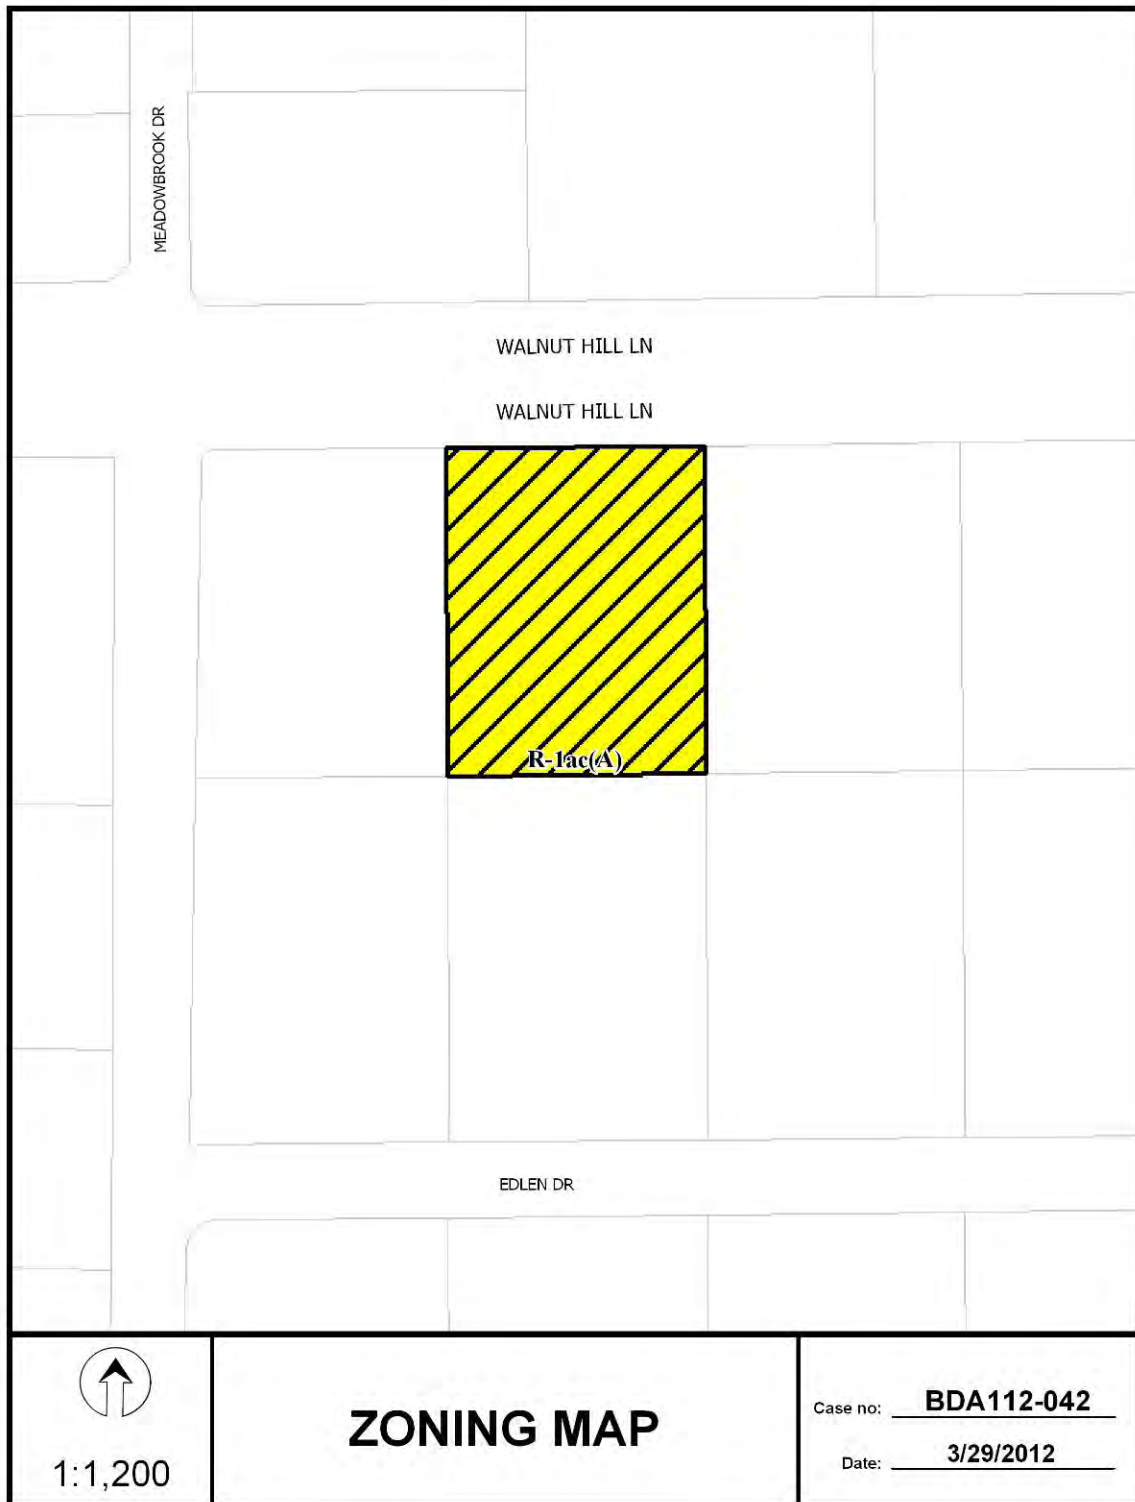 MEADOWBROOK DR
WALNUT HILL LN
WALNUT HILL LN
R-1ac(A)
EDLEN DR
1:1,200
ZONING MAP
Case no: BDA112-042
Date: 3/29/2012